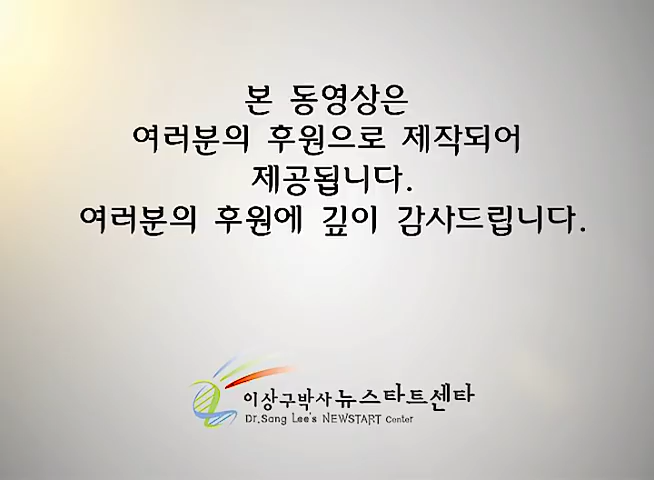 본 동영상은
여러분의 후원으로 제작되어
제공됩니다.
여러분의 후원에 깊이 감사드립니다.
이상구박사 뉴스타트센타
Dr.Sang Lee's NEWSTART Center